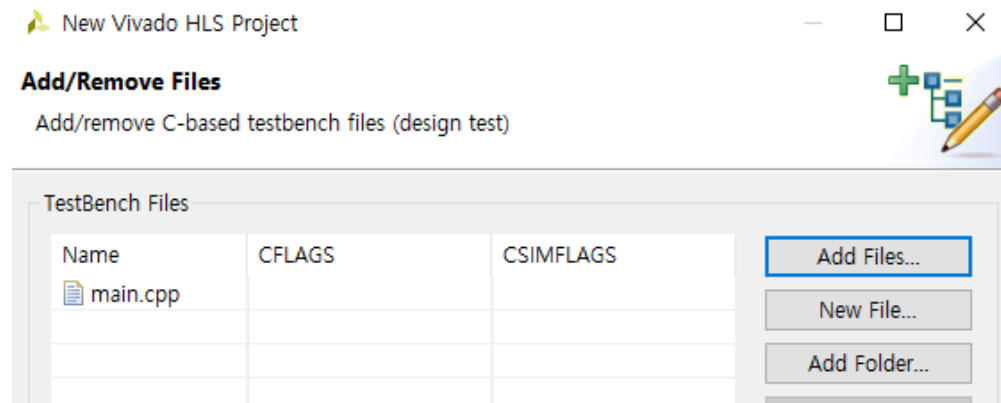 New Vivado HLS Project
Add/Remove Files
Add/remove C-based testbench files (design test)
TestBench Files
Name CFLAGS CSIMFLAGS
main.cpp
Add Files...
New File...
Add Folder...